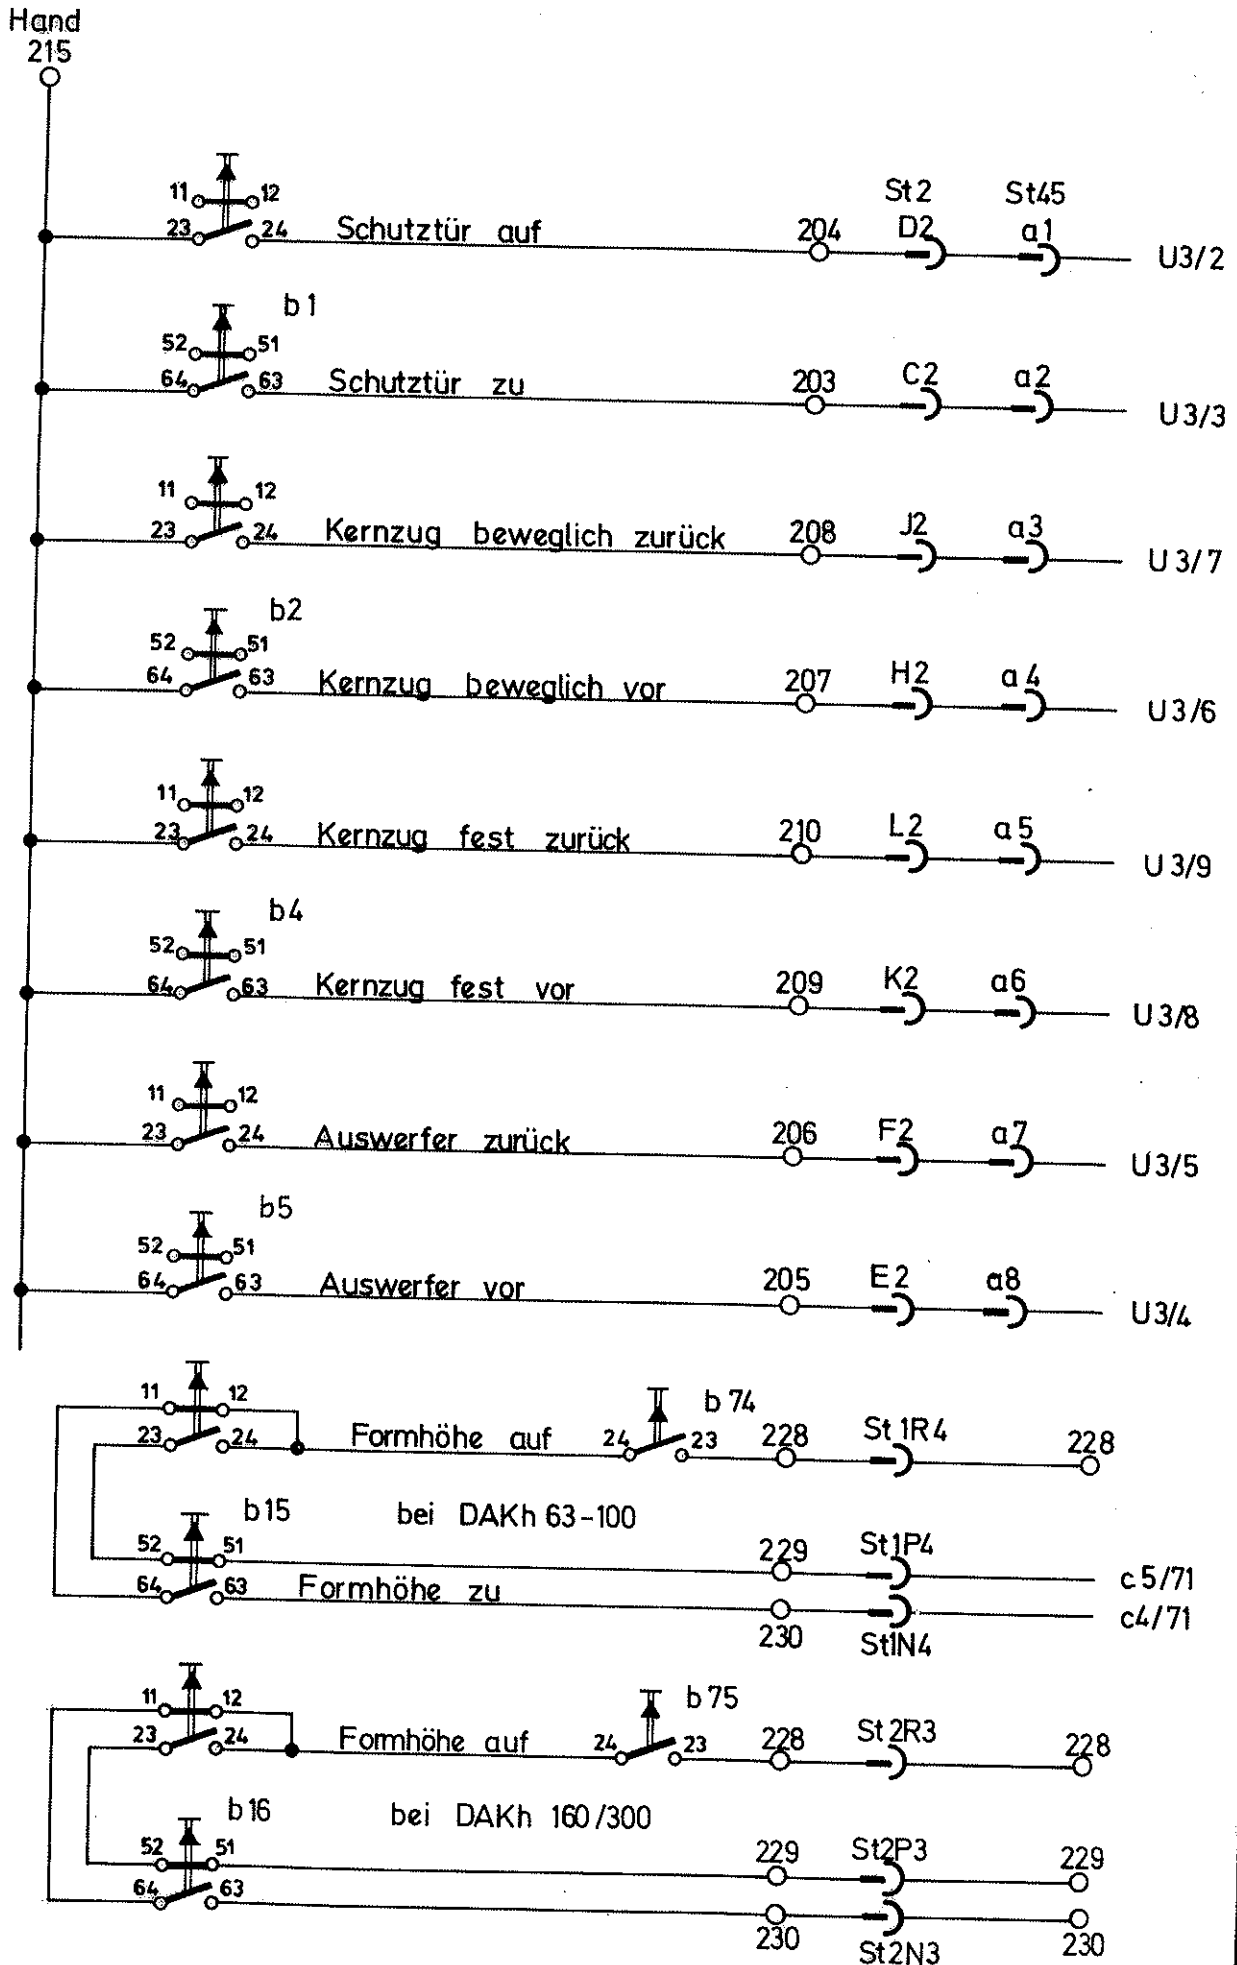 Hand
215
St2 St45
11 12
23 24 Schutztür auf 204 D2 a1 U3/2
b1
52 51
64 63 Schutztür zu 203 C2 a2 U3/3
11 12
23 24 Kernzug beweglich zurück 208 J2 a3 U3/7
b2
52 51
64 63 Kernzug beweglich vor 207 H2 a4 U3/6
11 12
23 24 Kernzug fest zurück 210 L2 a5 U3/9
b4
52 51
64 63 Kernzug fest vor 209 K2 a6 U3/8
11 12
23 24 Auswerfer zurück 206 F2 a7 U3/5
b5
52 51
64 63 Auswerfer vor 205 E2 a8 U3/4
11 12 b74
23 24 Formhöhe auf 24 23 228 St1R4 228
b15 bei DAKh 63-100
52 51 229 St1P4 c5/71
64 63 Formhöhe zu c4/71
230 St1N4
11 12 b75
23 24 Formhöhe auf 24 23 228 St2R3 228
b16 bei DAKh 160/300
52 51 229 St2P3 229
64 63
230 St2N3 230